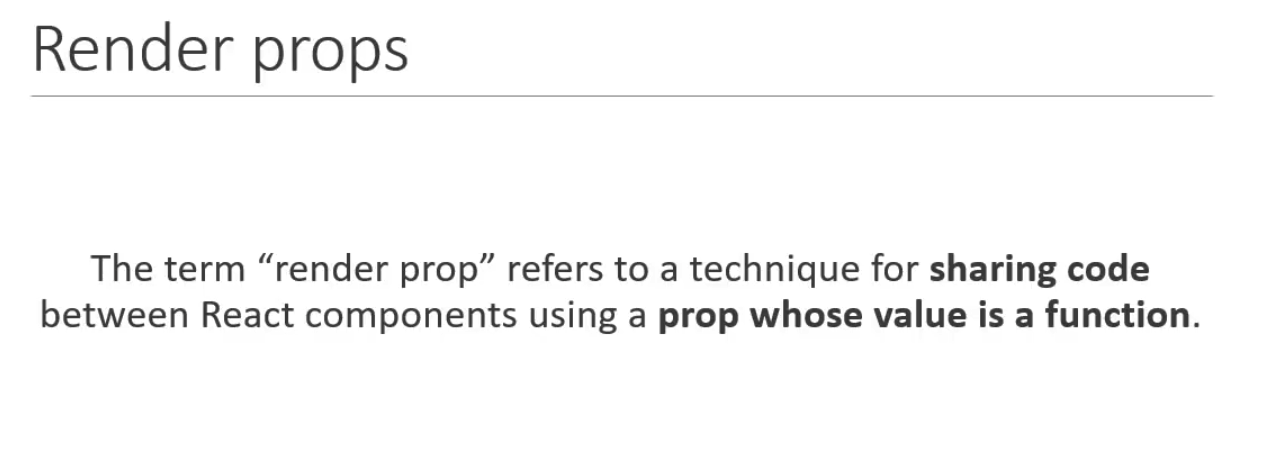 Render props
The term “render prop” refers to a technique for sharing code
between React components using a prop whose value is a function.